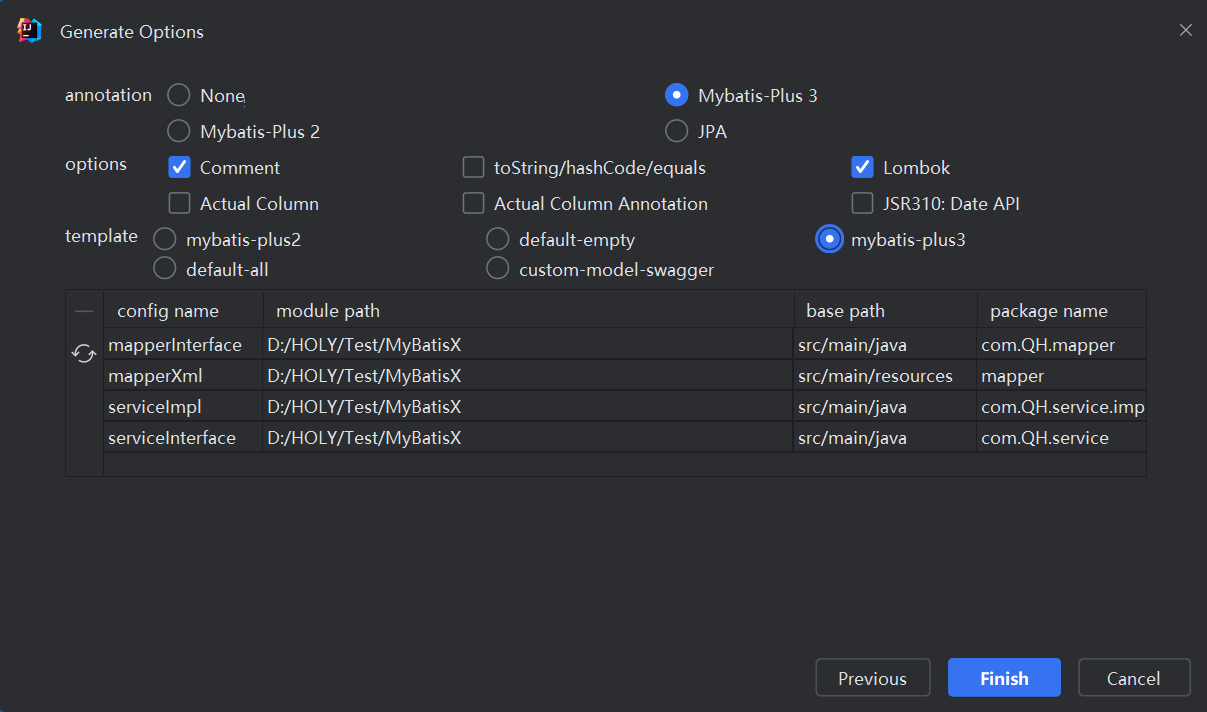 Generate Options
annotation None Mybatis-Plus 3
Mybatis-Plus 2 JPA
options Comment toString/hashCode/equals Lombok
Actual Column Actual Column Annotation JSR310: Date API
template mybatis-plus2 default-empty mybatis-plus3
default-all custom-model-swagger
config name module path base path package name
mapperInterface D:/HOLY/Test/MyBatisX src/main/java com.QH.mapper
mapperXml D:/HOLY/Test/MyBatisX src/main/resources mapper
serviceImpl D:/HOLY/Test/MyBatisX src/main/java com.QH.service.imp
serviceInterface D:/HOLY/Test/MyBatisX src/main/java com.QH.service
Previous Finish Cancel